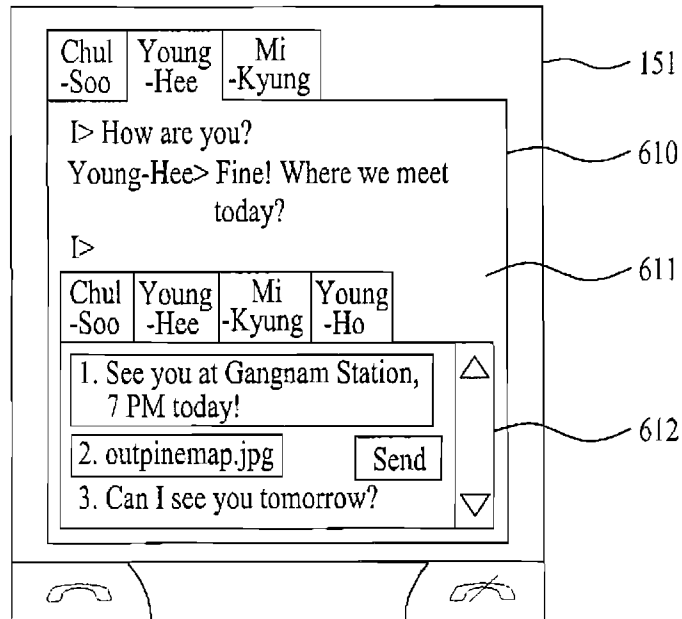 Chul
-Soo
Young
-Hee
Mi
-Kyung
151
I> How are you?
610
Young-Hee> Fine! Where we meet
today?
I>
611
Chul
-Soo
Young
-Hee
Mi
-Kyung
Young
-Ho
1. See you at Gangnam Station,
7 PM today!
612
2. outpinemap.jpg
Send
3. Can I see you tomorrow?